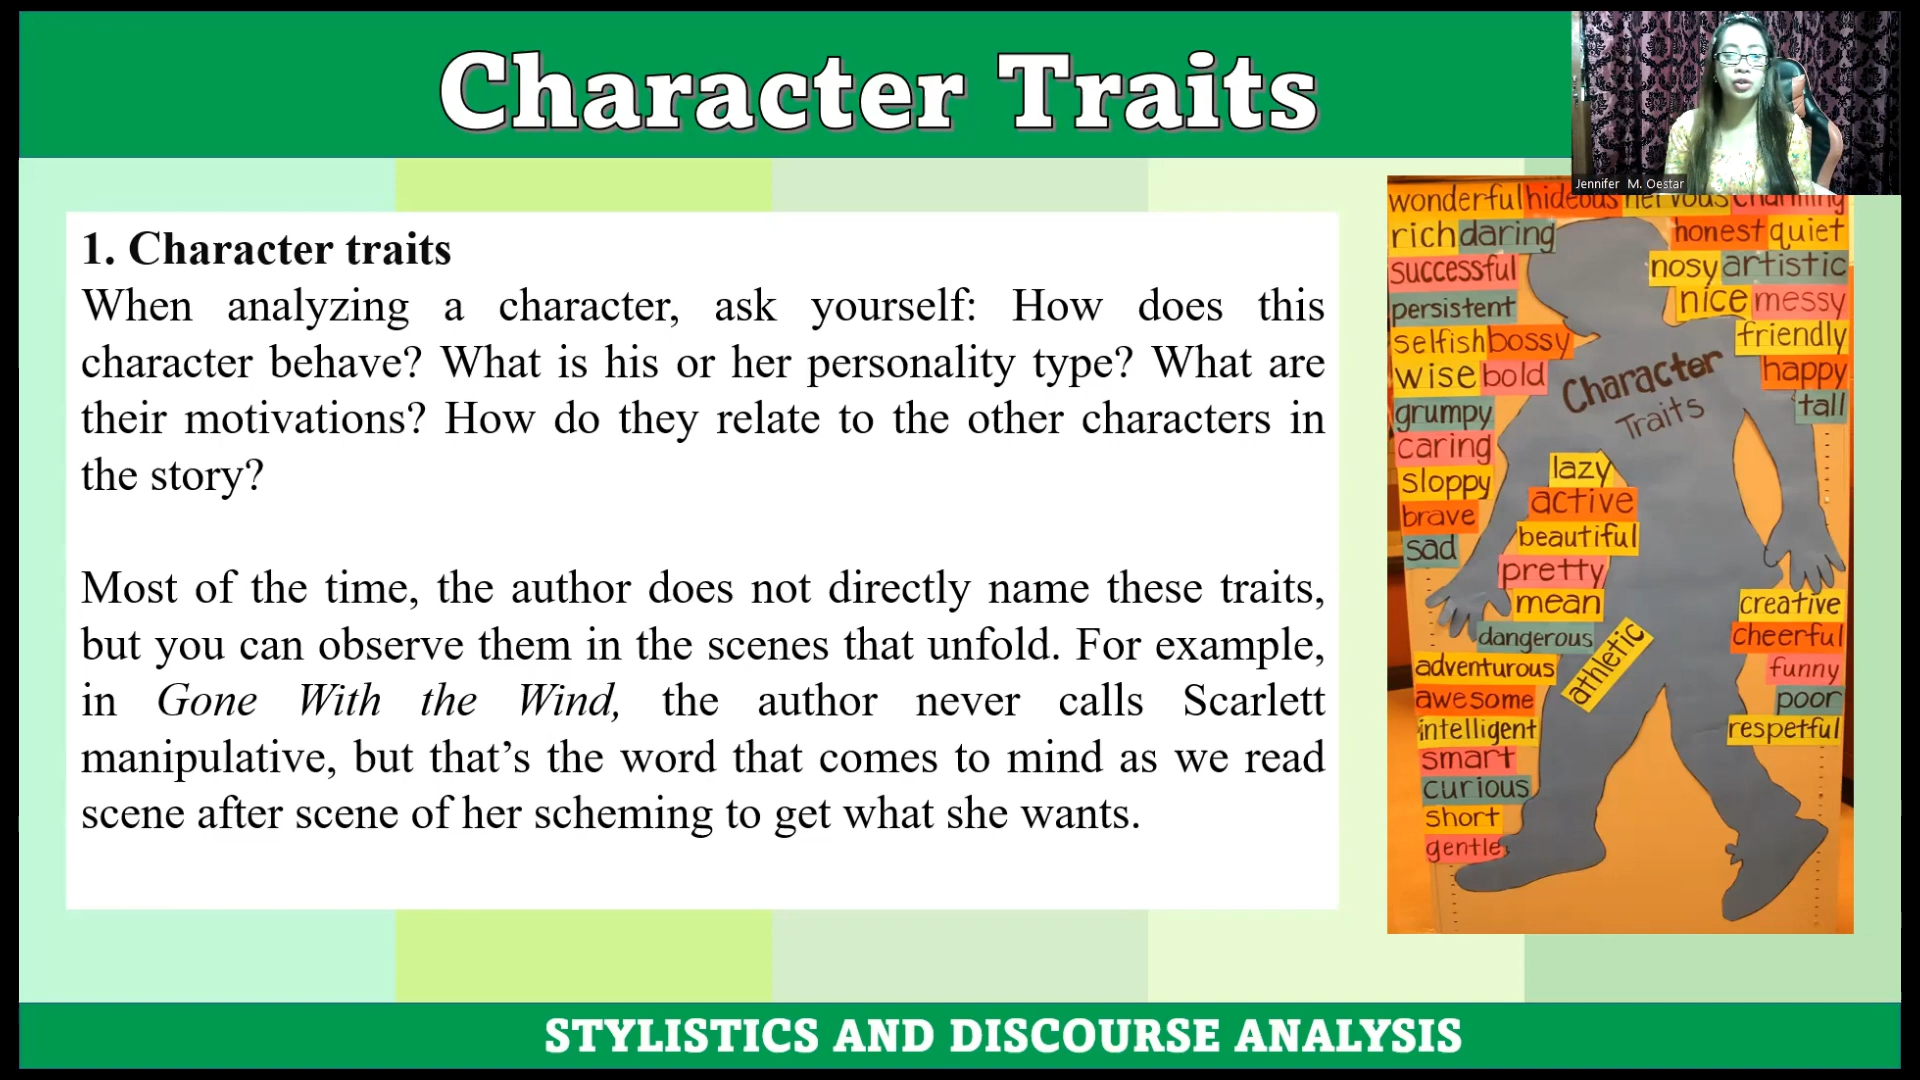 Character Traits
Jennifer M. Oestar
1. Character traits
When analyzing a character, ask yourself: How does this
character behave? What is his or her personality type? What are
their motivations? How do they relate to the other characters in
the story?
Most of the time, the author does not directly name these traits,
but you can observe them in the scenes that unfold. For example,
in Gone With the Wind, the author never calls Scarlett
manipulative, but that’s the word that comes to mind as we read
scene after scene of her scheming to get what she wants.
wonderful hideous nervous charming
rich daring
honest quiet
successful
nosy artistic
persistent
nice messy
selfish bossy
friendly
wise bold
happy
grumpy
tall
caring
sloppy
brave
sad
Character
Traits
lazy
active
beautiful
pretty
mean
dangerous
athletic
adventurous
awesome
intelligent
smart
curious
short
gentle
creative
cheerful
funny
poor
respetful
STYLISTICS AND DISCOURSE ANALYSIS